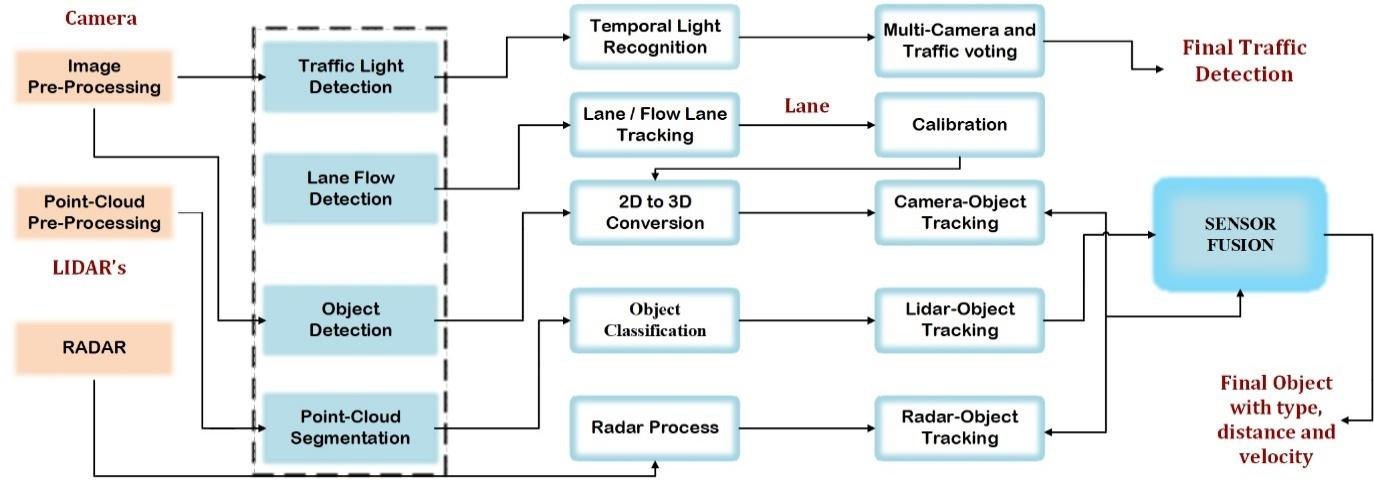 Camera
Image
Pre-Processing
Point-Cloud
Pre-Processing
LIDAR's
RADAR
Traffic Light
Detection
Lane Flow
Detection
Object
Detection
Point-Cloud
Segmentation
Temporal Light
Recognition
Multi-Camera and
Traffic voting
Final Traffic
Detection
Lane / Flow Lane
Tracking
Lane
Calibration
2D to 3D
Conversion
Camera-Object
Tracking
Object
Classification
Lidar-Object
Tracking
Radar Process
Radar-Object
Tracking
SENSOR
FUSION
Final Object
with type,
distance and
velocity